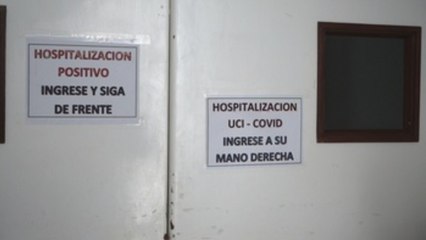 HOSPITALIZACION
POSITIVO
INGRESE Y SIGA
DE FRENTE
HOSPITALIZACION
UCI - COVID
INGRESE A SU
MANO DERECHA